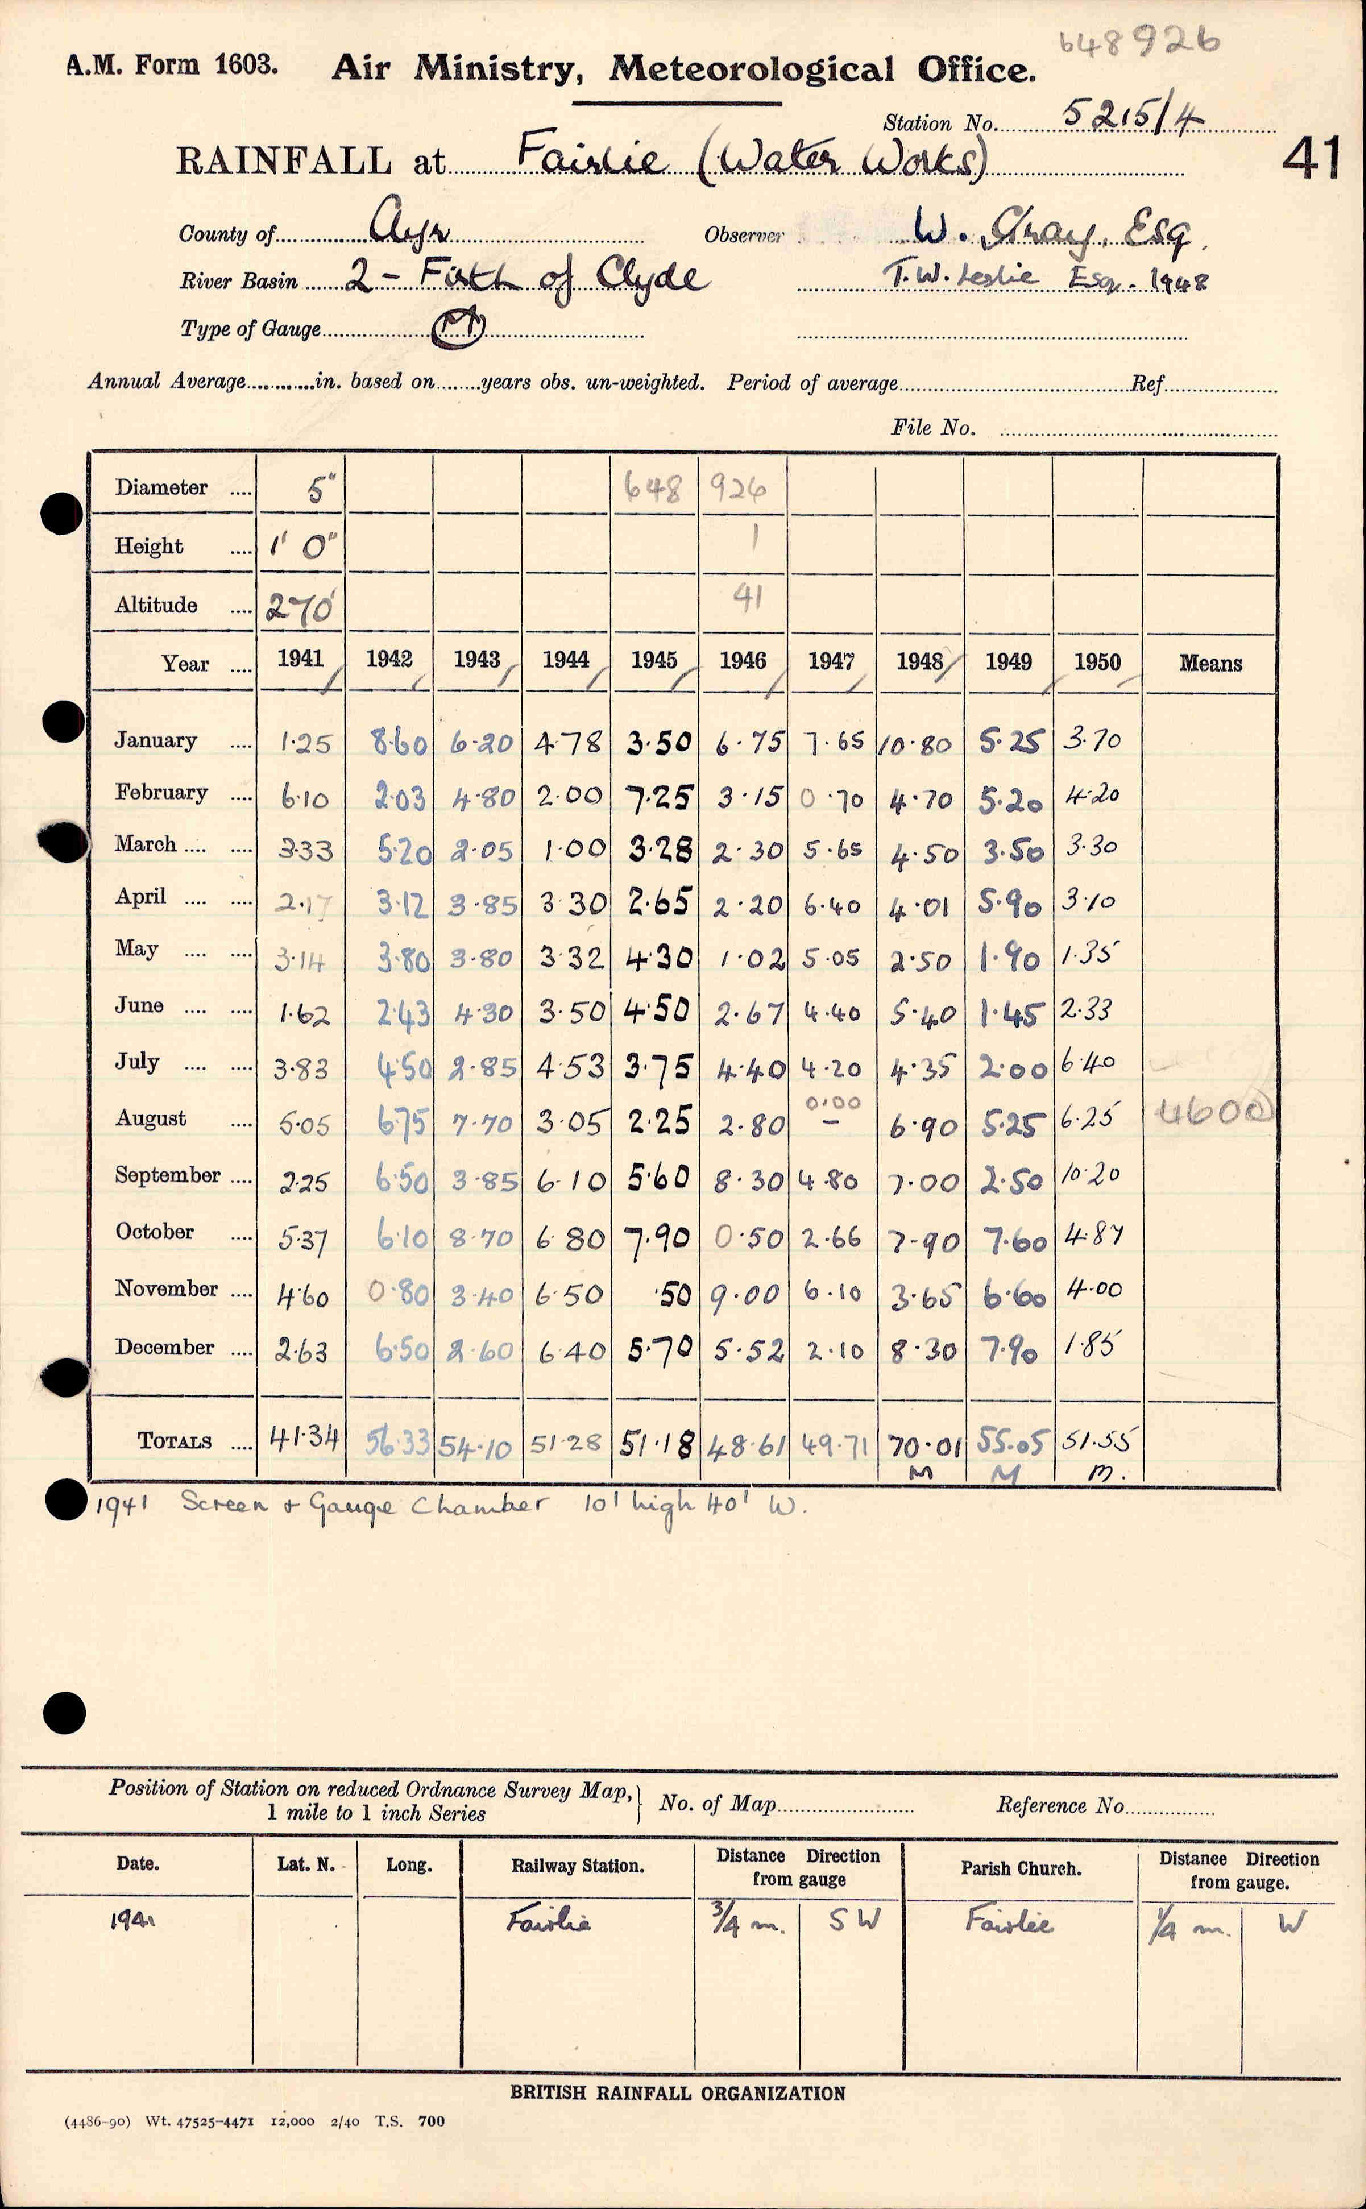 648926
A.M. Form 1603. Air Ministry, Meteorological Office.
Station No. 5215/4
RAINFALL at Fairlie (Water Works) 41
County of Ayr Observer W. Gray, Esq.
River Basin 2 – Firth of Clyde T.W. Leslie Esq. 1948
Type of Gauge M
Annual Average in. based on years obs. un-weighted. Period of average Ref.
File No.
Diameter 5" 648 926
Height 1' 0" 1
Altitude 270' 41
Year 1941 1942 1943 1944 1945 1946 1947 1948 1949 1950 Means
January 1.25 8.60 6.20 4.78 3.50 6.75 7.65 10.80 5.25 3.70
February 6.10 2.03 4.80 2.00 7.25 3.15 0.70 4.70 5.20 4.20
March 3.33 5.20 2.05 1.00 3.28 2.30 5.65 4.50 3.50 3.30
April 2.17 3.12 3.85 3.30 2.65 2.20 6.40 4.01 5.90 3.10
May 3.14 3.80 3.80 3.32 4.30 1.02 5.05 2.50 1.90 1.35
June 1.62 2.43 4.30 3.50 4.50 2.67 4.40 5.40 1.45 2.33
July 3.83 4.50 2.85 4.53 3.75 4.40 4.20 4.35 2.00 6.40
August 5.05 6.75 7.70 3.05 2.25 2.80 0.00 – 6.90 5.25 6.25 4600
September 2.25 6.50 3.85 6.10 5.60 8.30 4.80 7.00 2.50 10.20
October 5.37 6.10 8.70 6.80 7.90 0.50 2.66 7.90 7.60 4.87
November 4.60 0.80 3.40 6.50 .50 9.00 6.10 3.65 6.60 4.00
December 2.63 6.50 2.60 6.40 5.70 5.52 2.10 8.30 7.90 1.85
TOTALS 41.34 56.33 54.10 51.28 51.18 48.61 49.71 70.01 55.05 51.55
M M m.
1941 Screen + Gauge Chamber 10' high 40' W.
Position of Station on reduced Ordnance Survey Map, 1 mile to 1 inch Series } No. of Map Reference No.
Date. Lat. N. Long. Railway Station. Distance Direction from gauge Parish Church. Distance Direction from gauge.
1941 Fairlie 3/4 m. SW Fairlie 1/4 m. W
BRITISH RAINFALL ORGANIZATION
(4486-90) Wt. 47525-4471 12,000 2/40 T.S. 700